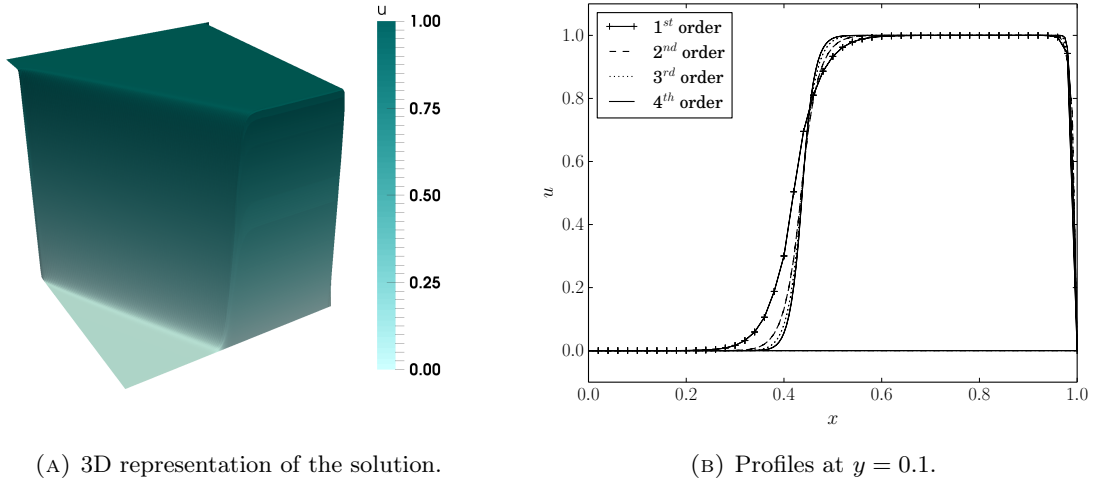 u
1.00
0.75
0.50
0.25
0.00
(A) 3D representation of the solution.
1st order
2nd order
3rd order
4th order
u
1.0
0.8
0.6
0.4
0.2
0.0
0.0 0.2 0.4 0.6 0.8 1.0
x
(B) Profiles at y = 0.1.